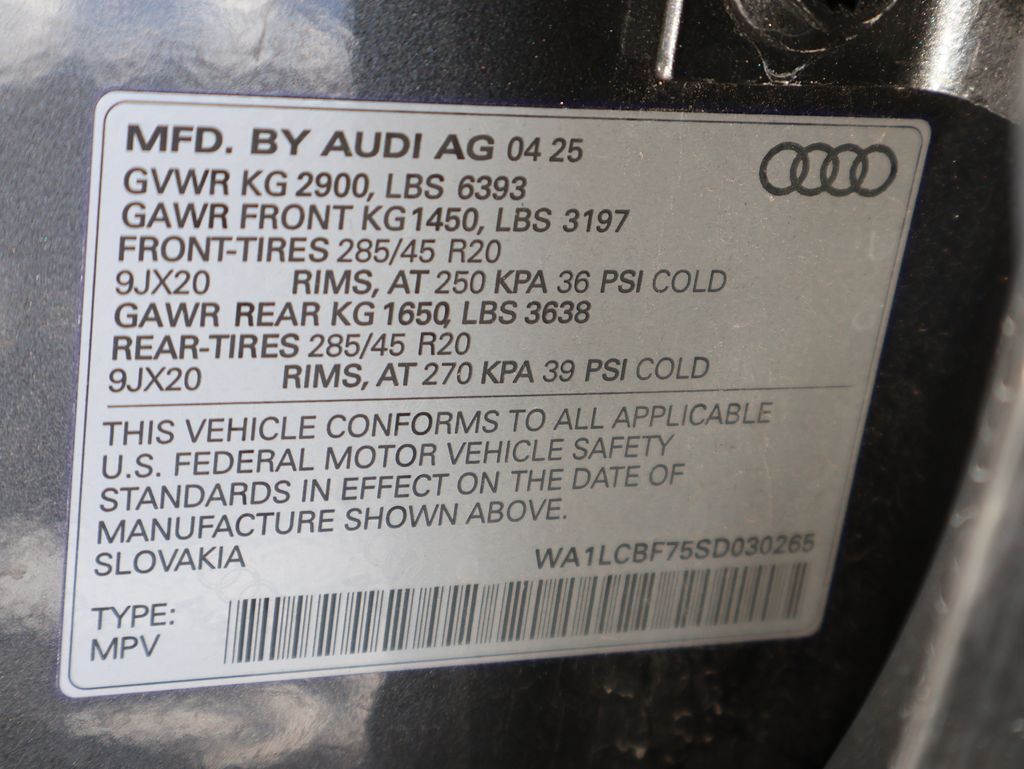 MFD. BY AUDI AG 04 25
GVWR KG 2900, LBS 6393
GAWR FRONT KG1450, LBS 3197
FRONT-TIRES 285/45 R20
9JX20 RIMS, AT 250 KPA 36 PSI COLD
GAWR REAR KG 1650, LBS 3638
REAR-TIRES 285/45 R20
9JX20 RIMS, AT 270 KPA 39 PSI COLD
THIS VEHICLE CONFORMS TO ALL APPLICABLE
U.S. FEDERAL MOTOR VEHICLE SAFETY
STANDARDS IN EFFECT ON THE DATE OF
MANUFACTURE SHOWN ABOVE.
SLOVAKIA WA1LCBF75SD030265
TYPE:
MPV